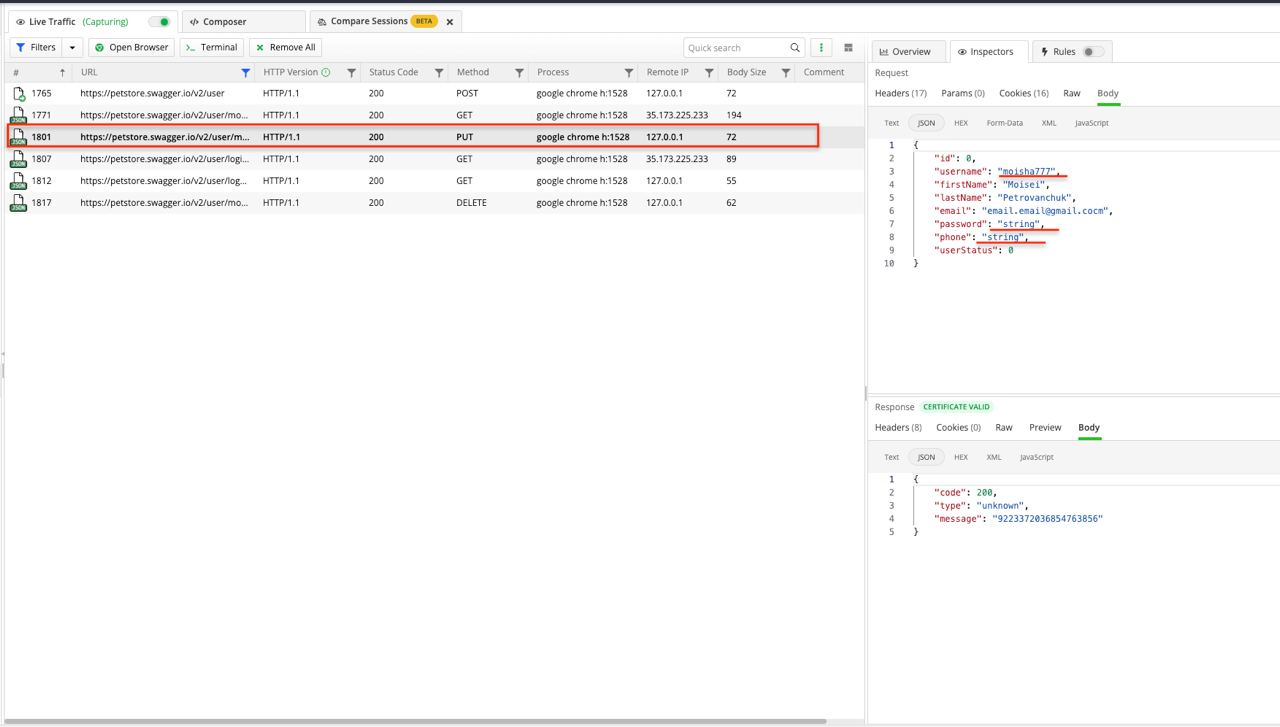 Live Traffic (Capturing)
Composer
Compare Sessions BETA
Filters
Open Browser
Terminal
Remove All
Quick search
# URL HTTP Version Status Code Method Process Remote IP Body Size Comment
1765 https://petstore.swagger.io/v2/user HTTP/1.1 200 POST google chrome h:1528 127.0.0.1 72
JSON 1771 https://petstore.swagger.io/v2/user/mo... HTTP/1.1 200 GET google chrome h:1528 35.173.225.233 194
JSON 1801 https://petstore.swagger.io/v2/user/m... HTTP/1.1 200 PUT google chrome h:1528 127.0.0.1 72
JSON 1807 https://petstore.swagger.io/v2/user/logi... HTTP/1.1 200 GET google chrome h:1528 35.173.225.233 89
JSON 1812 https://petstore.swagger.io/v2/user/log... HTTP/1.1 200 GET google chrome h:1528 127.0.0.1 55
JSON 1817 https://petstore.swagger.io/v2/user/mo... HTTP/1.1 200 DELETE google chrome h:1528 127.0.0.1 62
Overview Inspectors Rules
Request
Headers (17) Params (0) Cookies (16) Raw Body
Text JSON HEX Form-Data XML JavaScript
1 {
2 "id": 0,
3 "username": "moisha777",
4 "firstName": "Moisei",
5 "lastName": "Petrovanchuk",
6 "email": "email.email@gmail.cocm",
7 "password": "string",
8 "phone": "string",
9 "userStatus": 0
10 }
Response CERTIFICATE VALID
Headers (8) Cookies (0) Raw Preview Body
Text JSON HEX XML JavaScript
1 {
2 "code": 200,
3 "type": "unknown",
4 "message": "9223372036854763856"
5 }